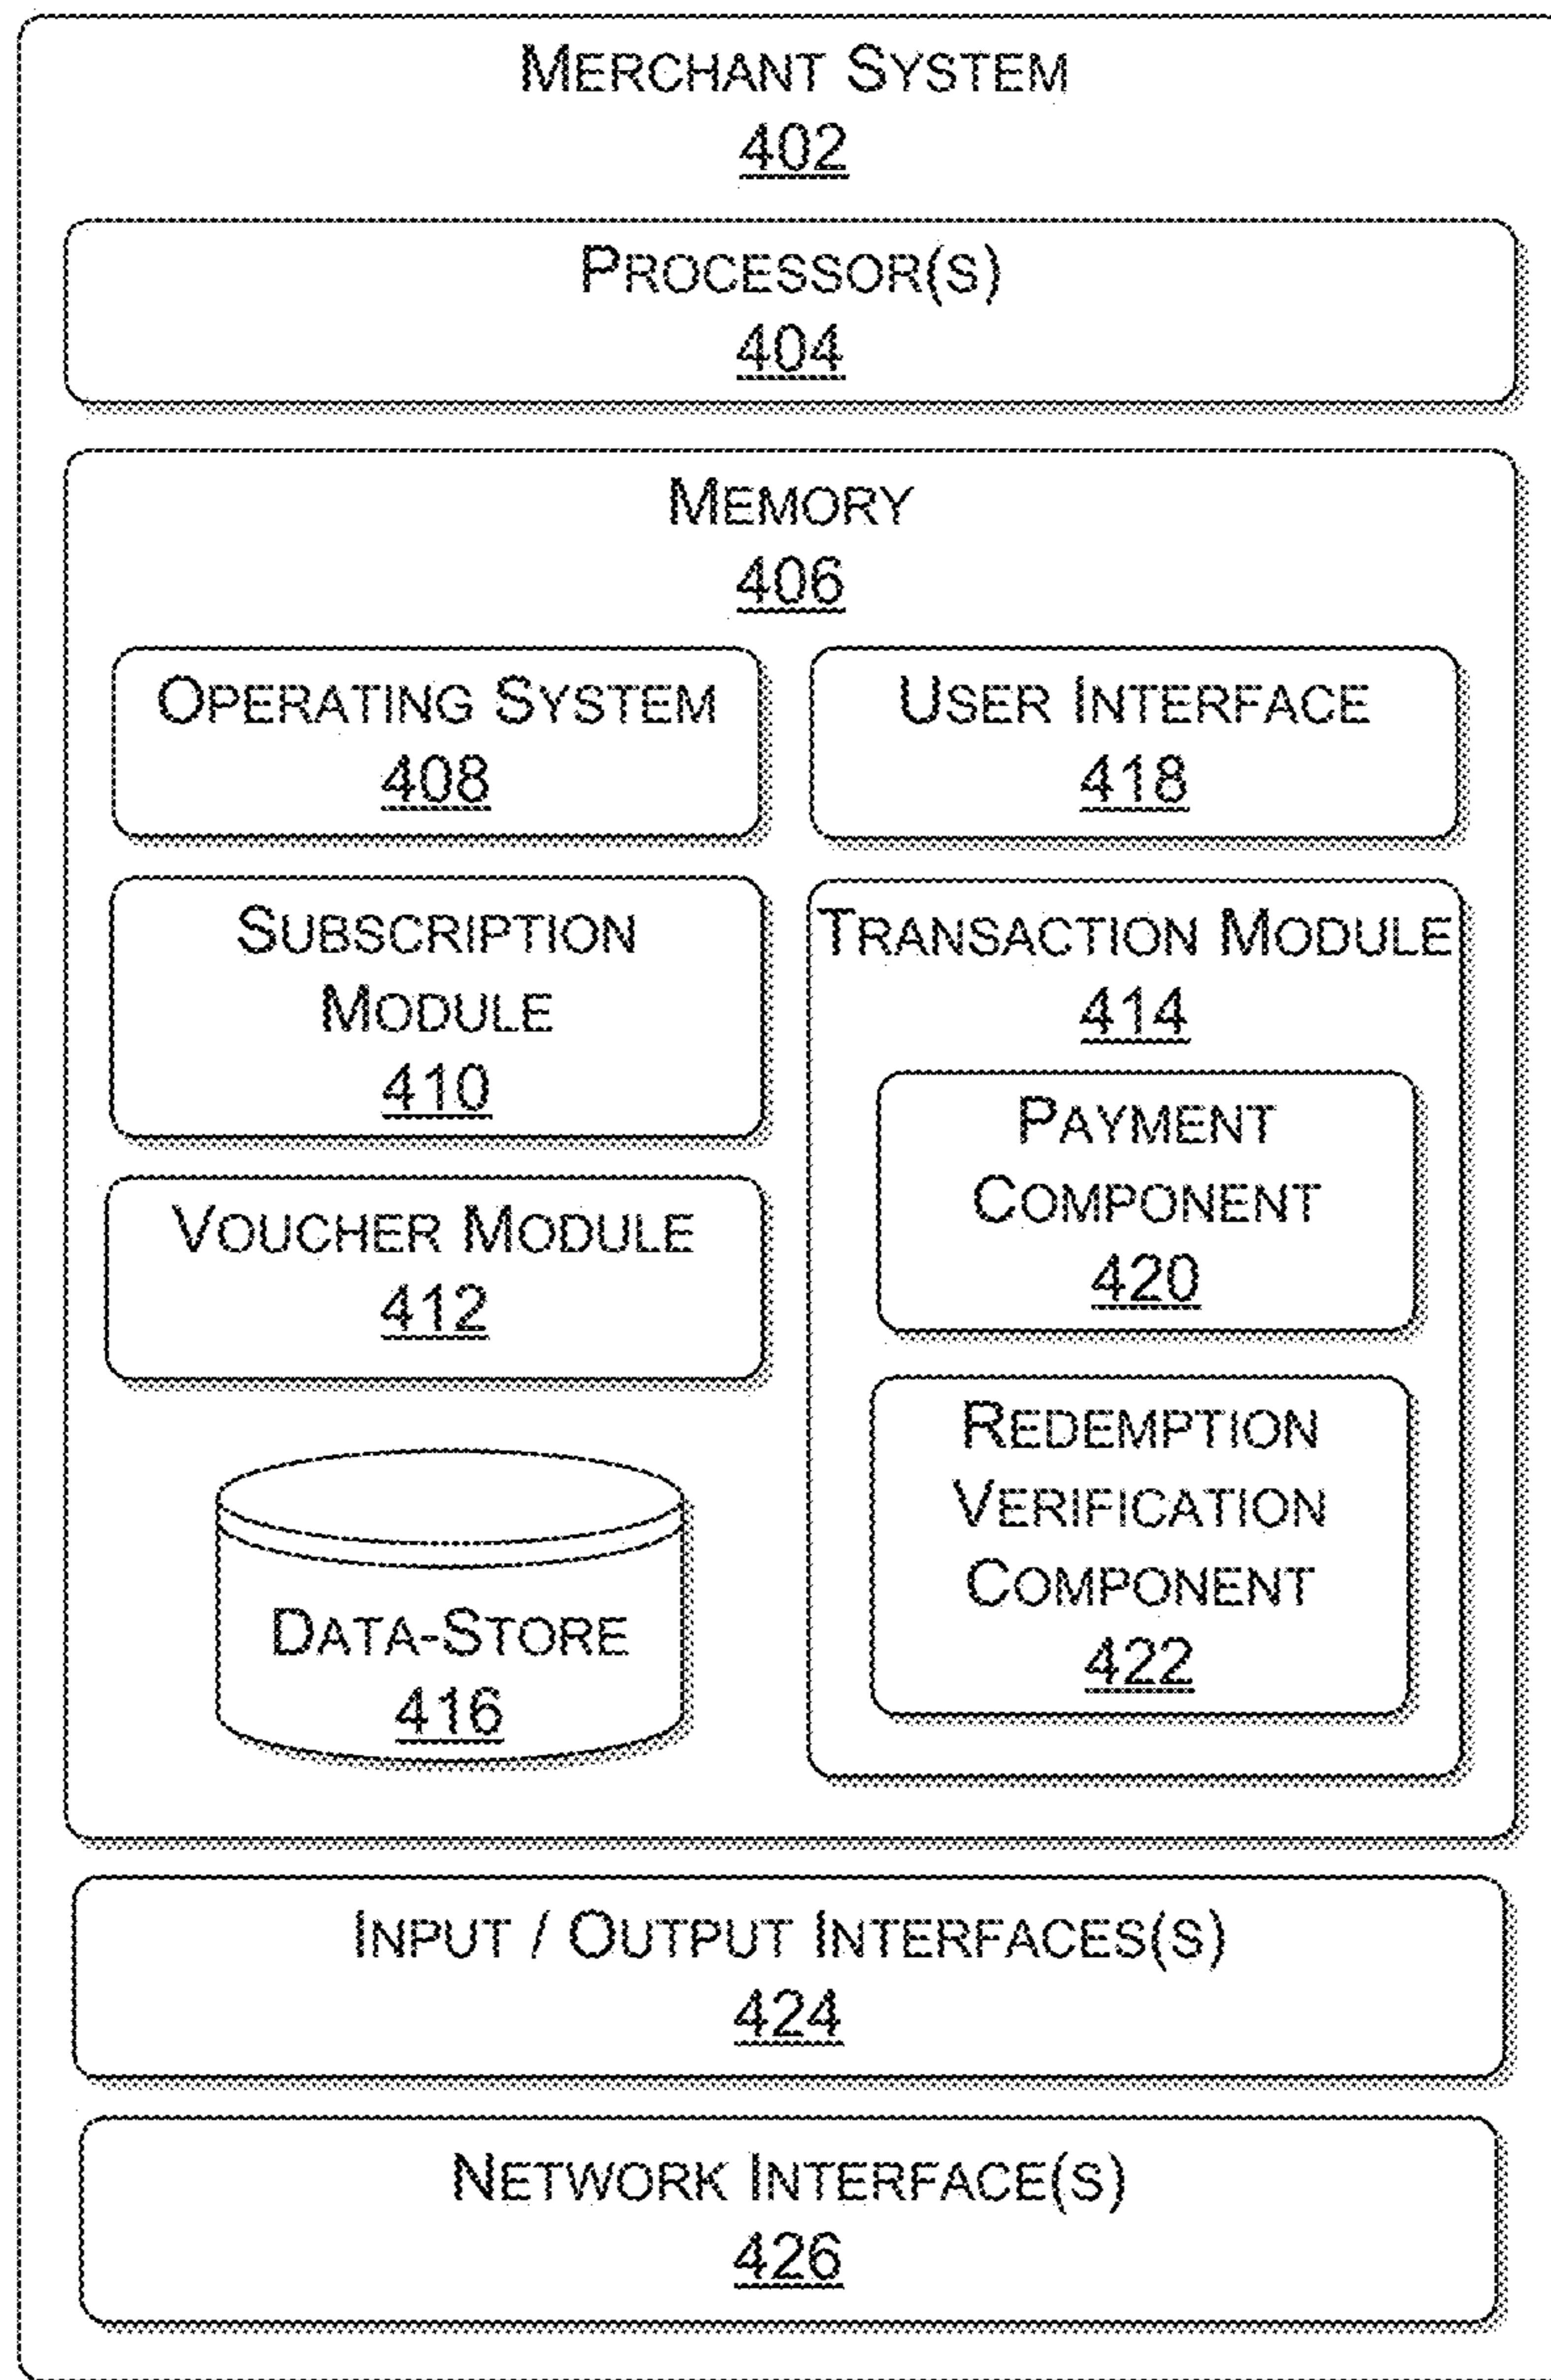 MERCHANT SYSTEM
402
PROCESSOR(S)
404
MEMORY
406
OPERATING SYSTEM
408
SUBSCRIPTION
MODULE
410
VOUCHER MODULE
412
DATA-STORE
416
USER INTERFACE
418
TRANSACTION MODULE
414
PAYMENT
COMPONENT
420
REDEMPTION
VERIFICATION
COMPONENT
422
INPUT / OUTPUT INTERFACES(S)
424
NETWORK INTERFACE(S)
426